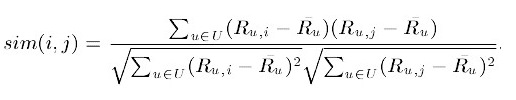 sim(i, j) = \frac{\sum_{u \in U} (R_{u,i} - \bar{R_u})(R_{u,j} - \bar{R_u})}{\sqrt{\sum_{u \in U} (R_{u,i} - \bar{R_u})^2} \sqrt{\sum_{u \in U} (R_{u,j} - \bar{R_u})^2}}.